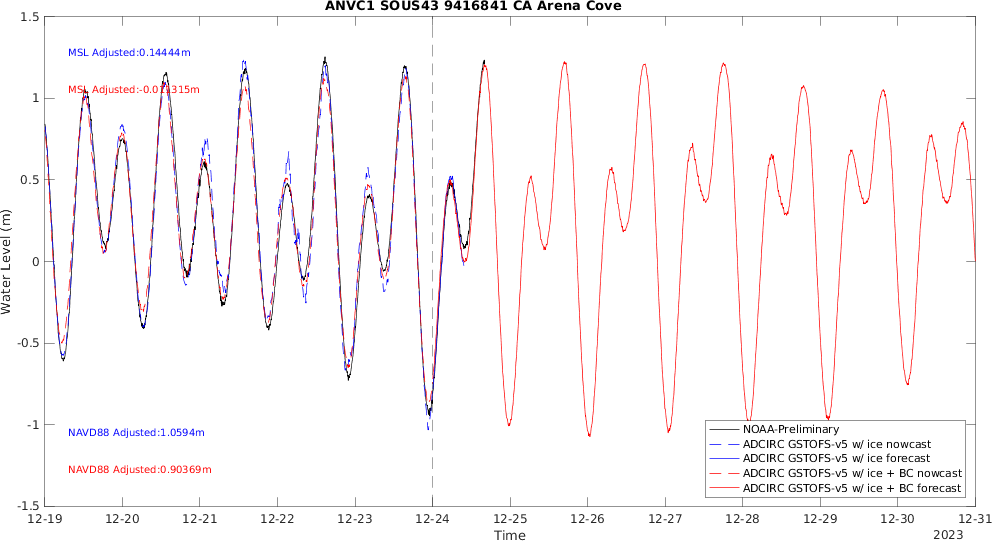 ANVC1 SOUS43 9416841 CA Arena Cove
1.5
MSL Adjusted:0.14444m
1
MSL Adjusted:-0.011315m
0.5
Water Level (m)
0
-0.5
-1
NAVD88 Adjusted:1.0594m
NAVD88 Adjusted:0.90369m
-1.5
NOAA-Preliminary
ADCIRC GSTOFS-v5 w/ ice nowcast
ADCIRC GSTOFS-v5 w/ ice forecast
ADCIRC GSTOFS-v5 w/ ice + BC nowcast
ADCIRC GSTOFS-v5 w/ ice + BC forecast
12-19 12-20 12-21 12-22 12-23 12-24 12-25 12-26 12-27 12-28 12-29 12-30 12-31
Time
2023